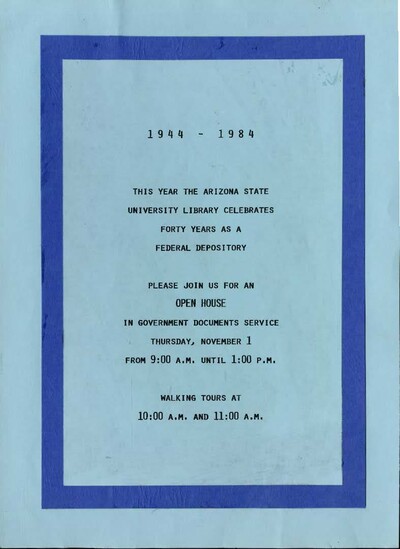 1944 - 1984
THIS YEAR THE ARIZONA STATE
UNIVERSITY LIBRARY CELEBRATES
FORTY YEARS AS A
FEDERAL DEPOSITORY
PLEASE JOIN US FOR AN
OPEN HOUSE
IN GOVERNMENT DOCUMENTS SERVICE
THURSDAY, NOVEMBER 1
FROM 9:00 A.M. UNTIL 1:00 P.M.
WALKING TOURS AT
10:00 A.M. AND 11:00 A.M.